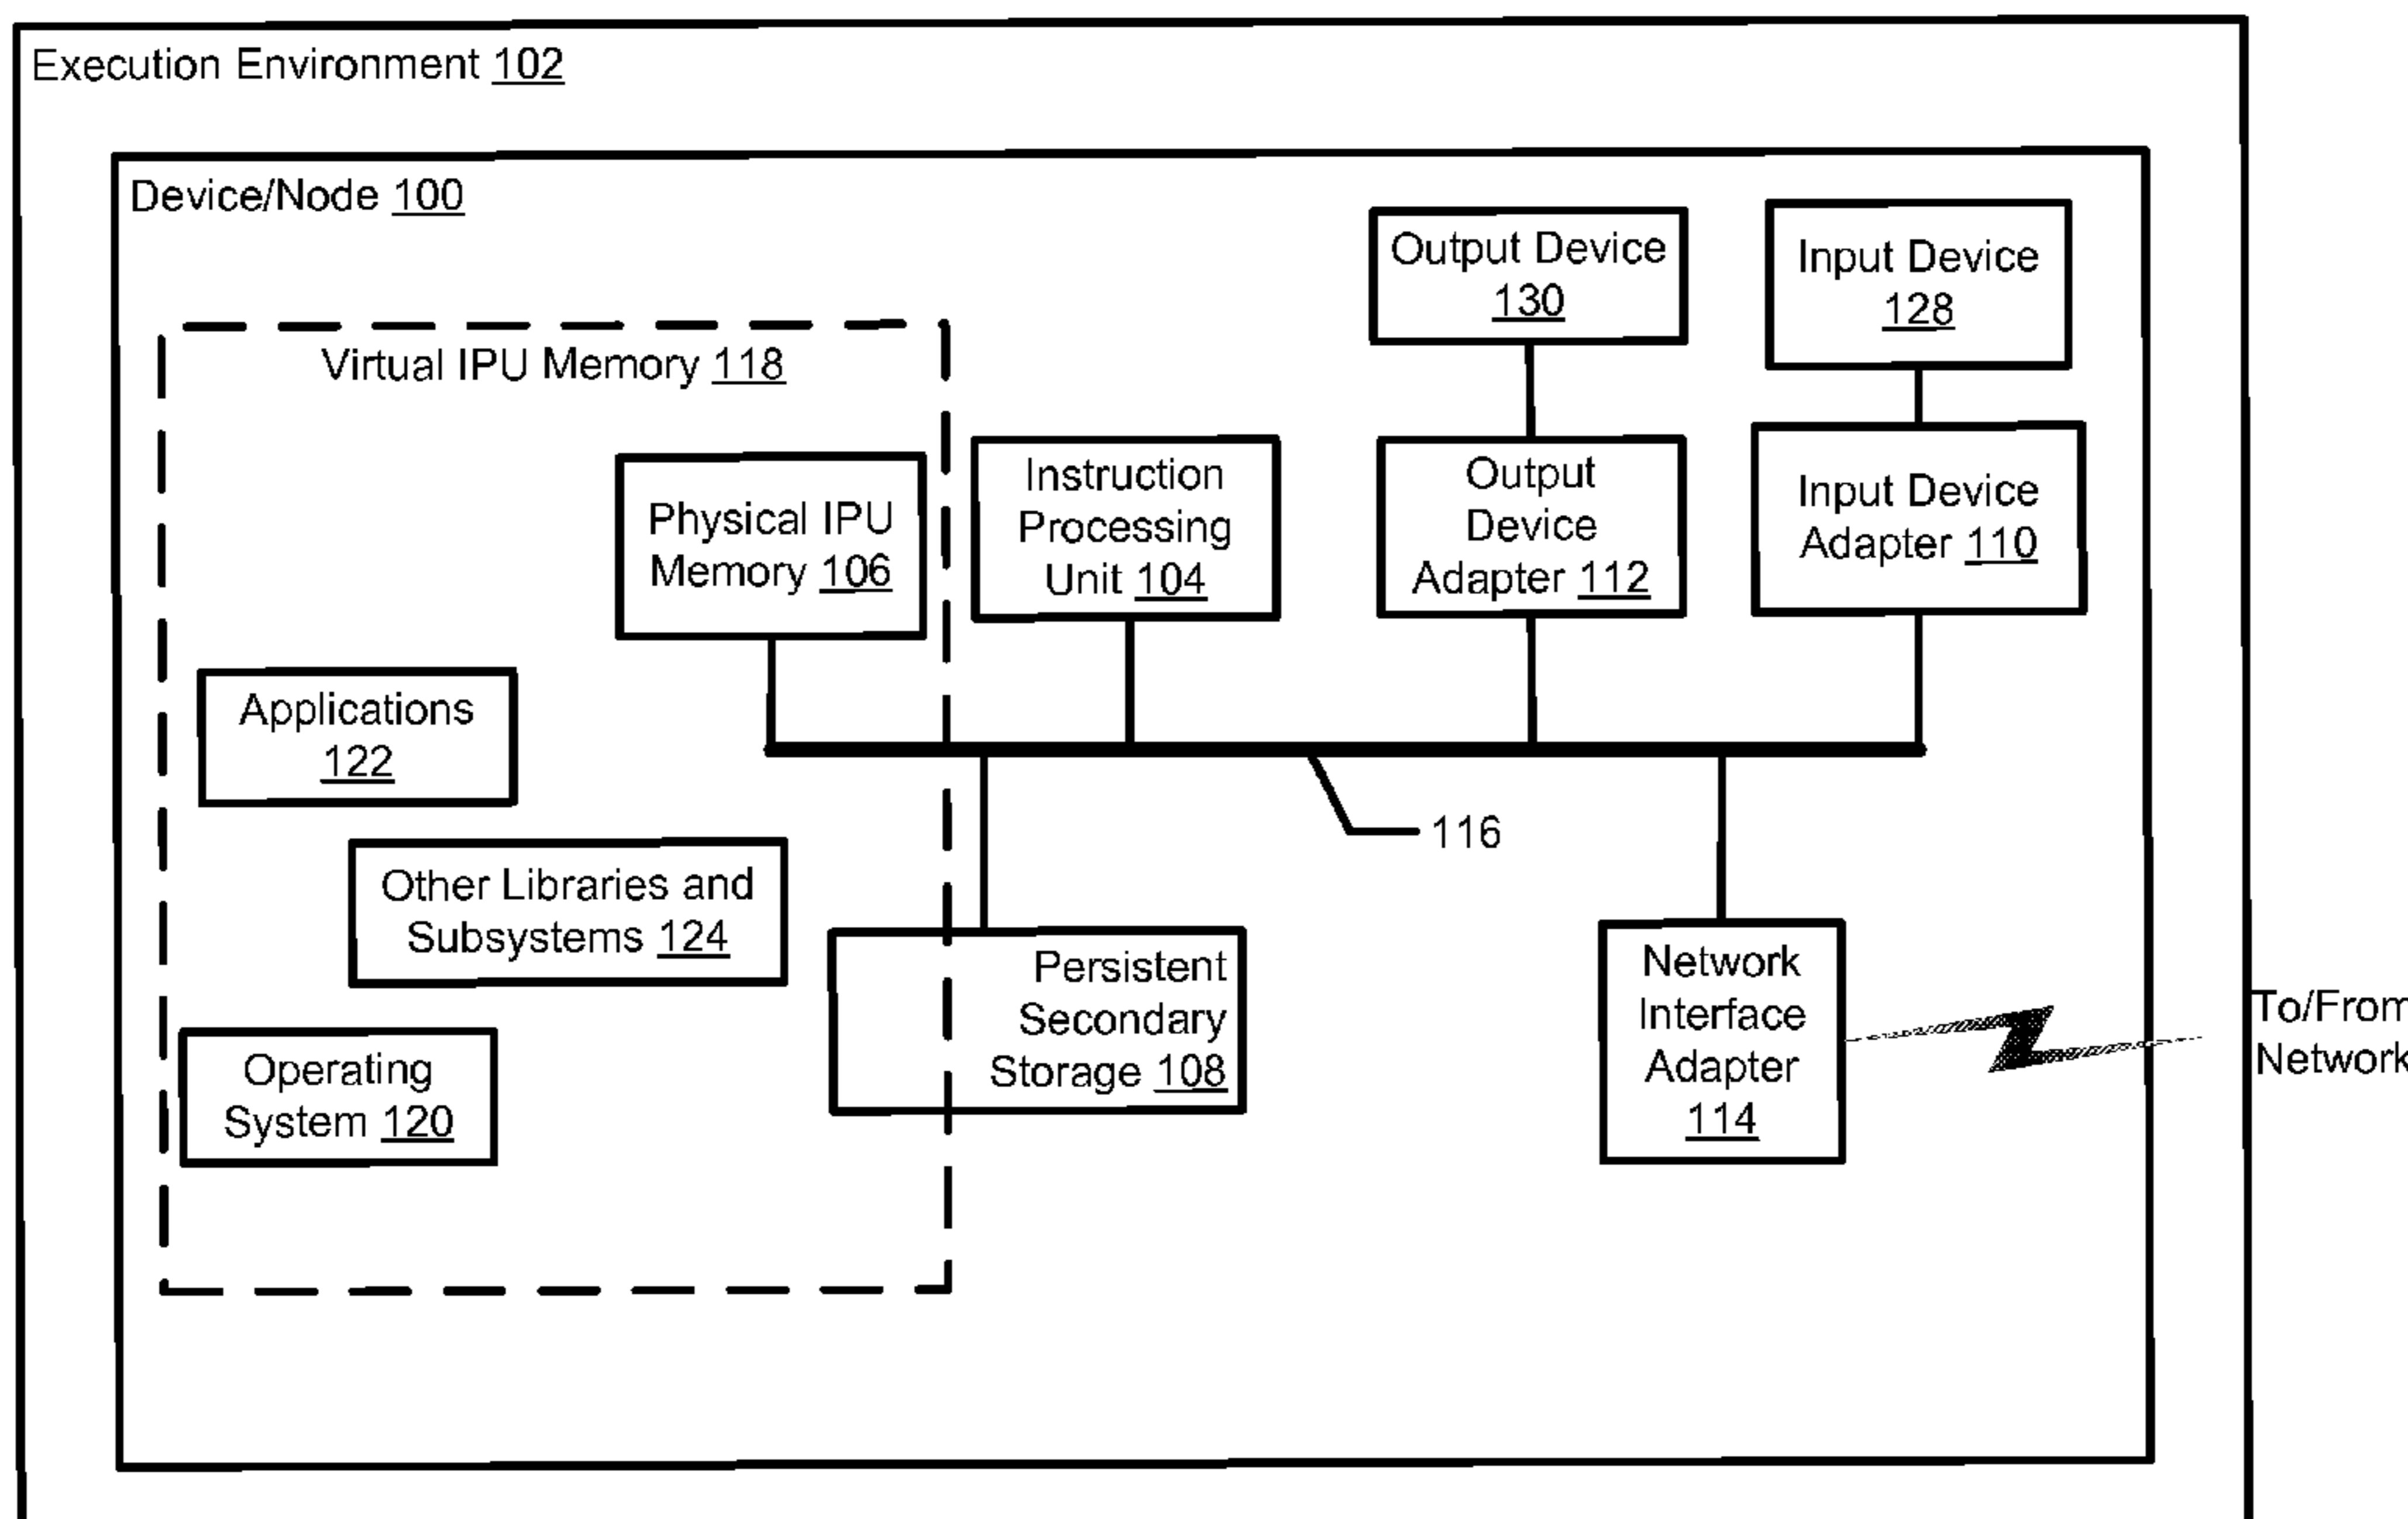 Execution Environment 102
Device/Node 100
Output Device
130
Input Device
128
Virtual IPU Memory 118
Physical IPU
Memory 106
Instruction
Processing
Unit 104
Output
Device
Adapter 112
Input Device
Adapter 110
Applications
122
116
Other Libraries and
Subsystems 124
Persistent
Secondary
Storage 108
Network
Interface
Adapter
114
To/From
Network
Operating
System 120